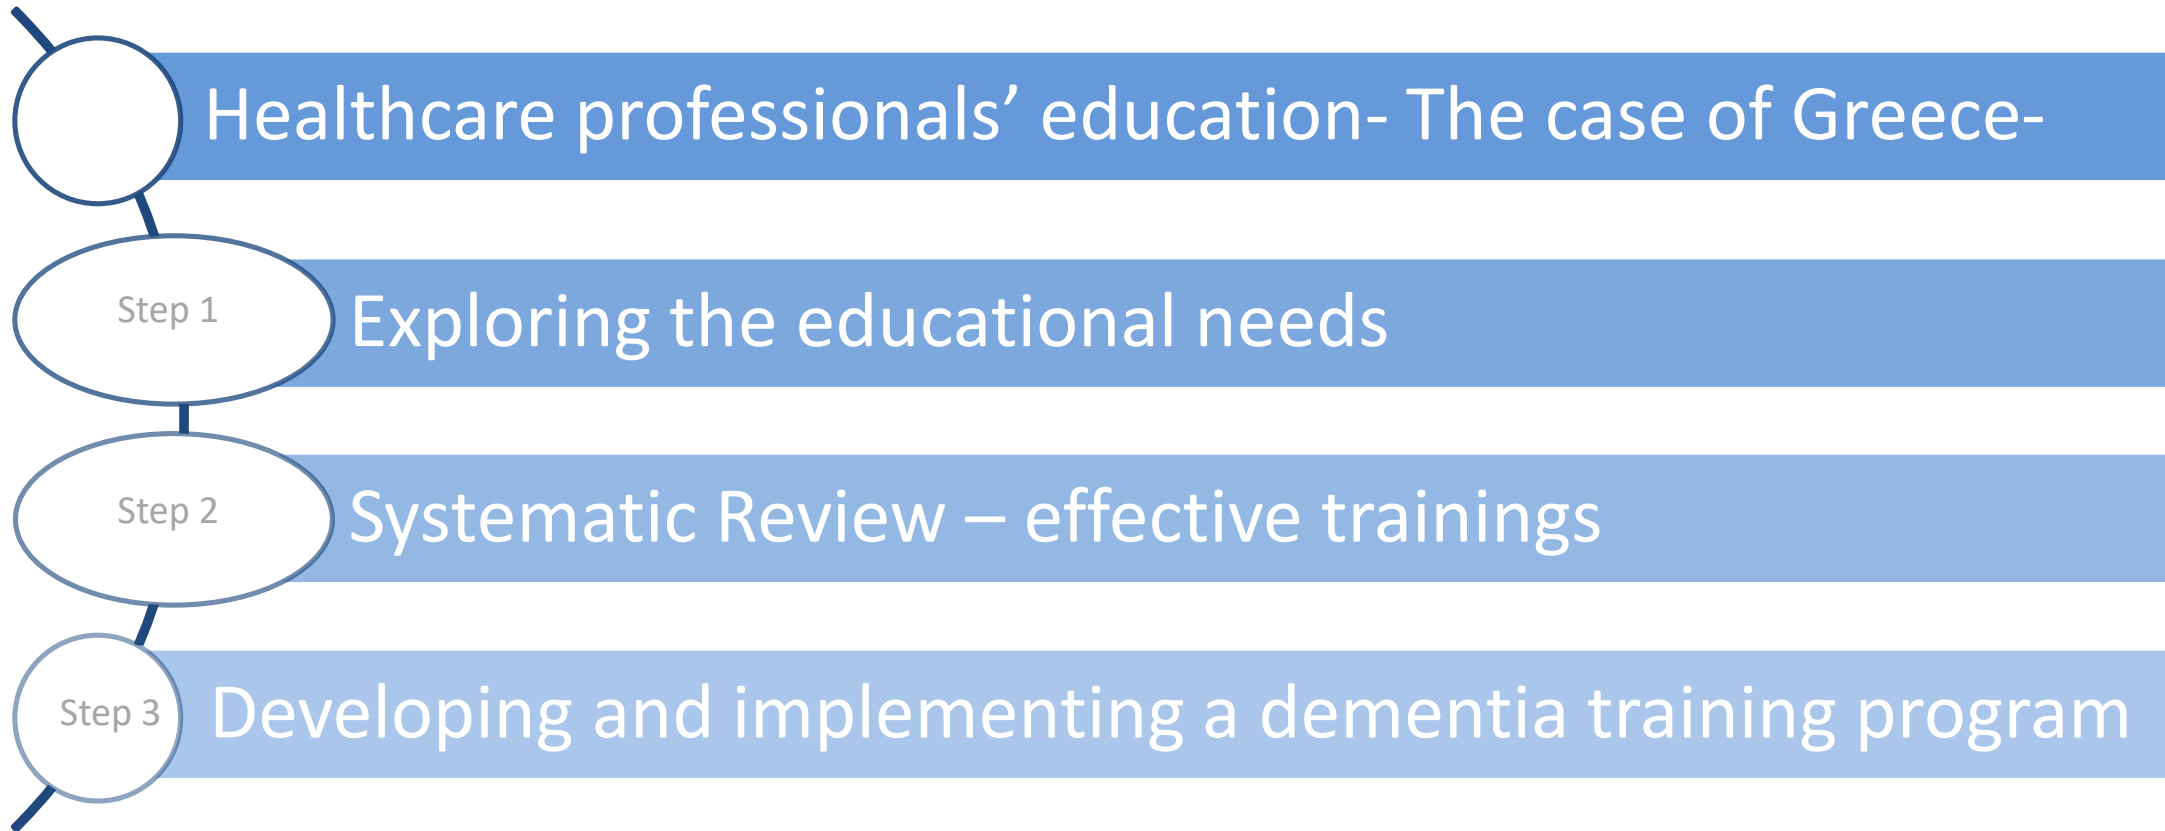 Healthcare professionals’ education- The case of Greece-
Step 1
Exploring the educational needs
Step 2
Systematic Review – effective trainings
Step 3
Developing and implementing a dementia training program